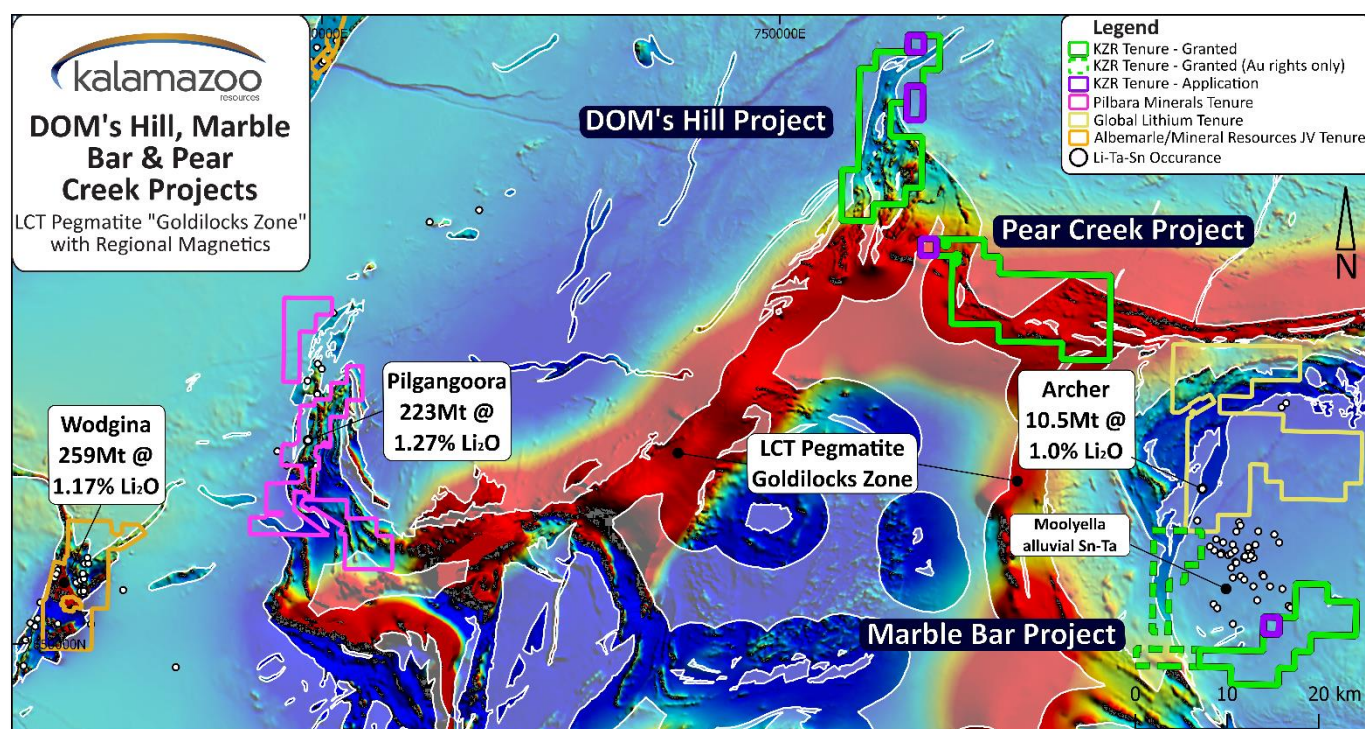 kalamazoo
resources
DOM's Hill, Marble
Bar & Pear
Creek Projects
LCT Pegmatite "Goldilocks Zone"
with Regional Magnetics
750000E
Legend
KZR Tenure - Granted
KZR Tenure - Granted (Au rights only)
KZR Tenure - Application
Pilbara Minerals Tenure
Global Lithium Tenure
Albemarle/Mineral Resources JV Tenure
Li-Ta-Sn Occurance
DOM's Hill Project
Pear Creek Project
N
Pilgangoora
223Mt @
1.27% Li₂O
Wodgina
259Mt @
1.17% Li₂O
Archer
10.5Mt @
1.0% Li₂O
LCT Pegmatite
Goldilocks Zone
Moolyella
alluvial Sn-Ta
Marble Bar Project
0 10 20 km